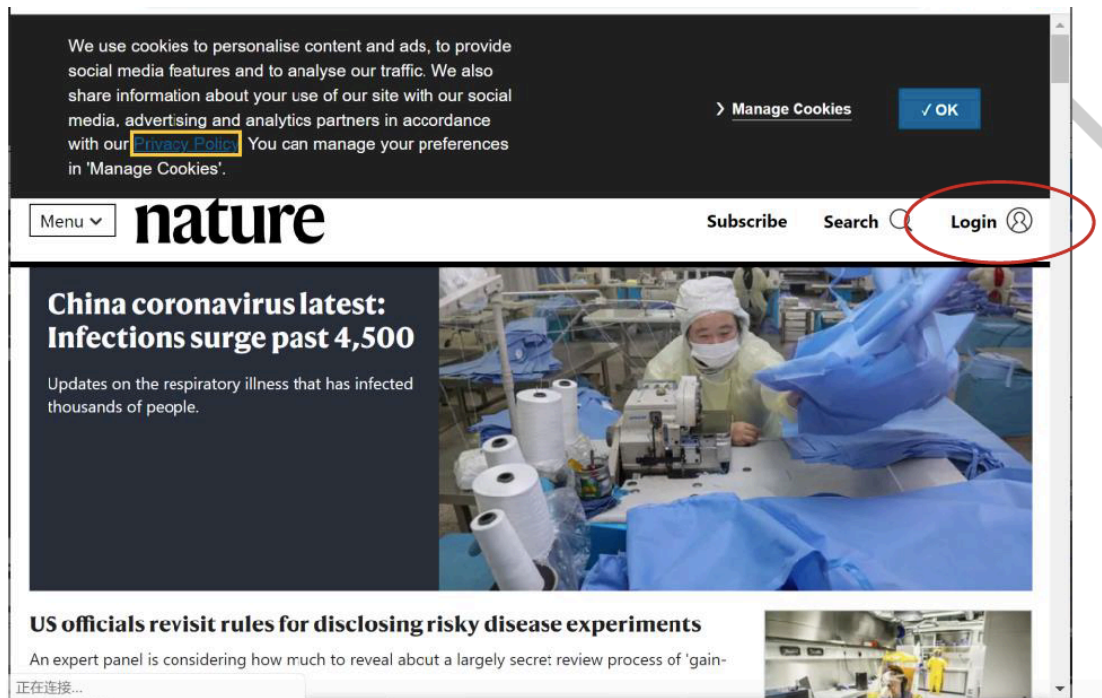 We use cookies to personalise content and ads, to provide
social media features and to analyse our traffic. We also
share information about your use of our site with our social
media, advertising and analytics partners in accordance
with our Privacy Policy. You can manage your preferences
in 'Manage Cookies'.
> Manage Cookies
✓ OK
Menu
nature
Subscribe
Search
Login
China coronavirus latest:
Infections surge past 4,500
Updates on the respiratory illness that has infected
thousands of people.
US officials revisit rules for disclosing risky disease experiments
An expert panel is considering how much to reveal about a largely secret review process of 'gain-
正在连接...